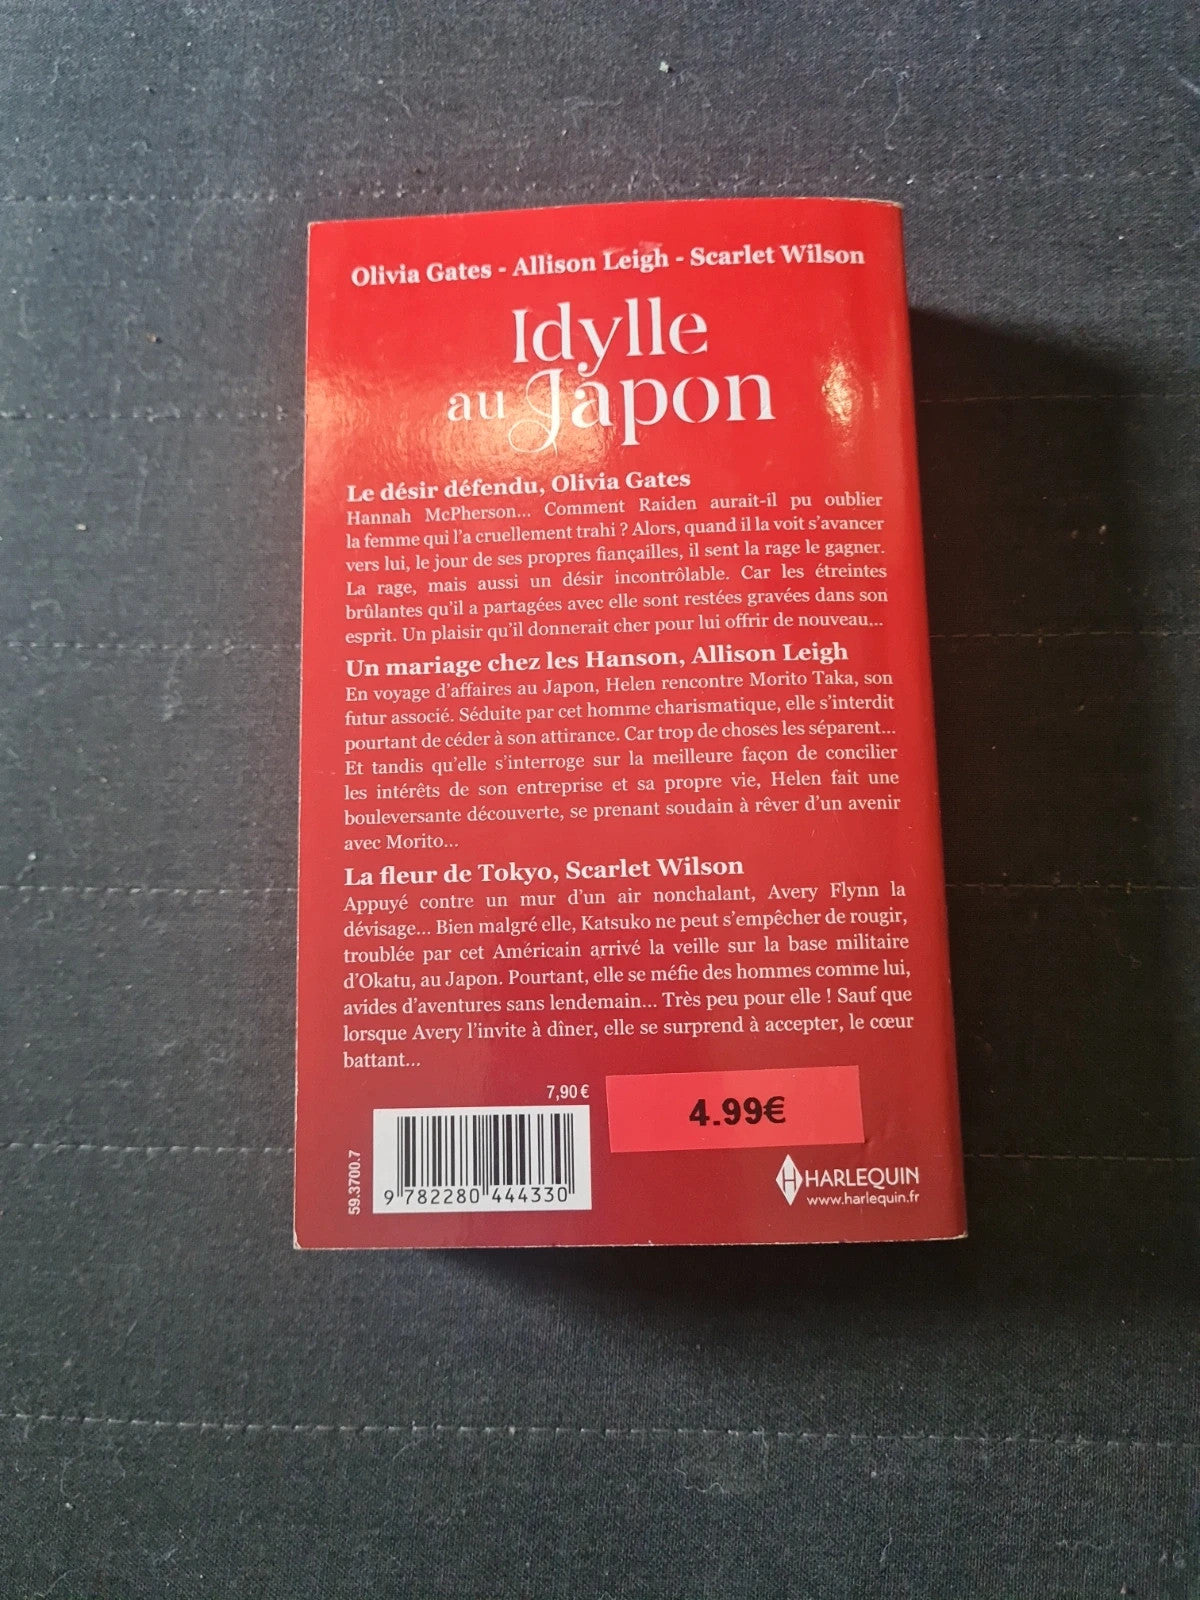 Olivia Gates - Allison Leigh - Scarlet Wilson
Idylle
au Japon
Le désir défendu, Olivia Gates
Hannah McPherson... Comment Raiden aurait-il pu oublier
la femme qui l'a cruellement trahi ? Alors, quand il la voit s'avancer
vers lui, le jour de ses propres fiançailles, il sent la rage le gagner.
La rage, mais aussi un désir incontrôlable. Car les étreintes
brûlantes qu'il a partagées avec elle sont restées gravées dans son
esprit. Un plaisir qu'il donnerait cher pour lui offrir de nouveau...
Un mariage chez les Hanson, Allison Leigh
En voyage d'affaires au Japon, Helen rencontre Morito Taka, son
futur associé. Séduite par cet homme charismatique, elle s'interdit
pourtant de céder à son attirance. Car trop de choses les séparent...
Et tandis qu'elle s'interroge sur la meilleure façon de concilier
les intérêts de son entreprise et sa propre vie, Helen fait une
bouleversante découverte, se prenant soudain à rêver d'un avenir
avec Morito...
La fleur de Tokyo, Scarlet Wilson
Appuyé contre un mur d'un air nonchalant, Avery Flynn la
dévisage... Bien malgré elle, Katsuko ne peut s'empêcher de rougir,
troublée par cet Américain arrivé la veille sur la base militaire
d'Okatu, au Japon. Pourtant, elle se méfie des hommes comme lui,
avides d'aventures sans lendemain... Très peu pour elle ! Sauf que
lorsque Avery l'invite à dîner, elle se surprend à accepter, le cœur
battant...
7,90 €
4.99€
59.3700.7
9 782280 444330
HARLEQUIN
www.harlequin.fr